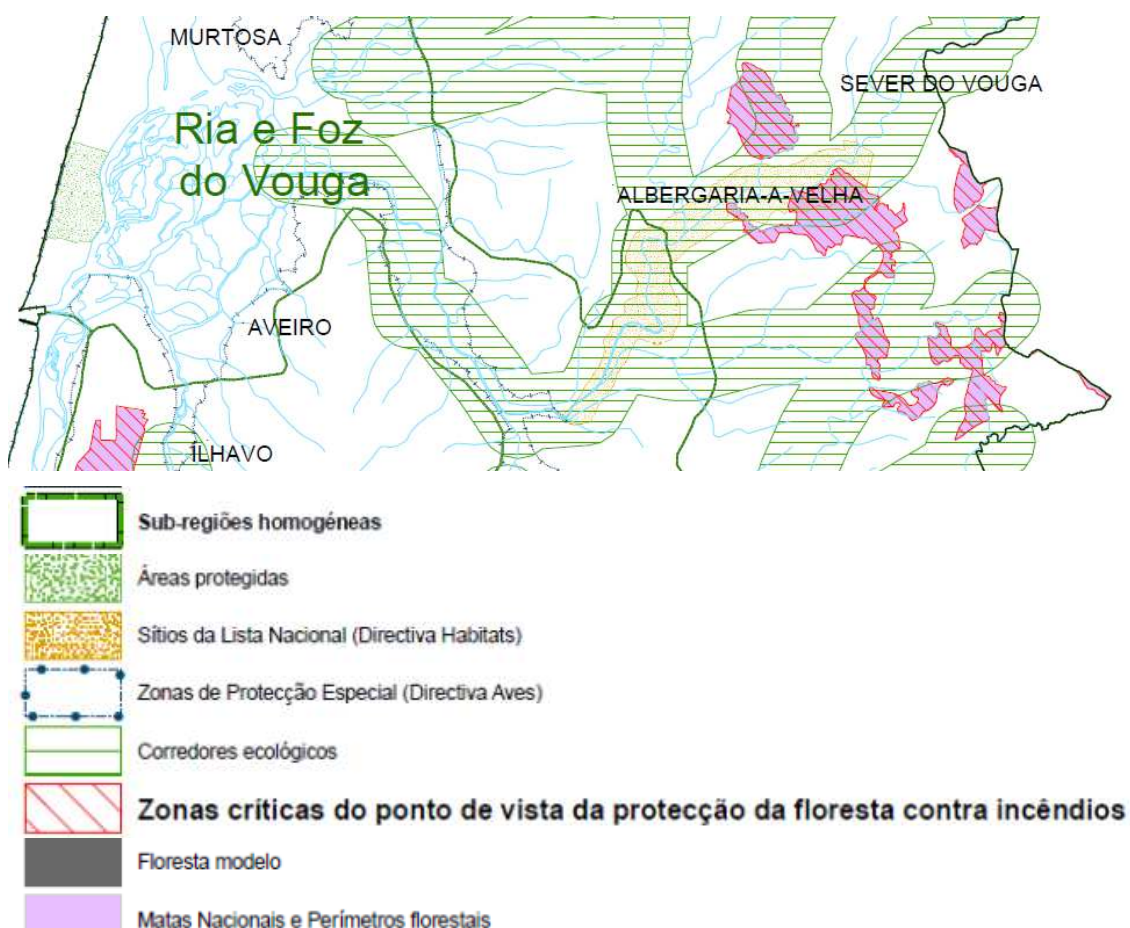 MURTOSA
SEVER DO VOUGA
Ria e Foz
do Vouga
ALBERGARIA-A-VELHA
AVEIRO
ÍLHAVO
Sub-regiões homogéneas
Áreas protegidas
Sítios da Lista Nacional (Directiva Habitats)
Zonas de Protecção Especial (Directiva Aves)
Corredores ecológicos
Zonas críticas do ponto de vista da protecção da floresta contra incêndios
Floresta modelo
Matas Nacionais e Perímetros florestais